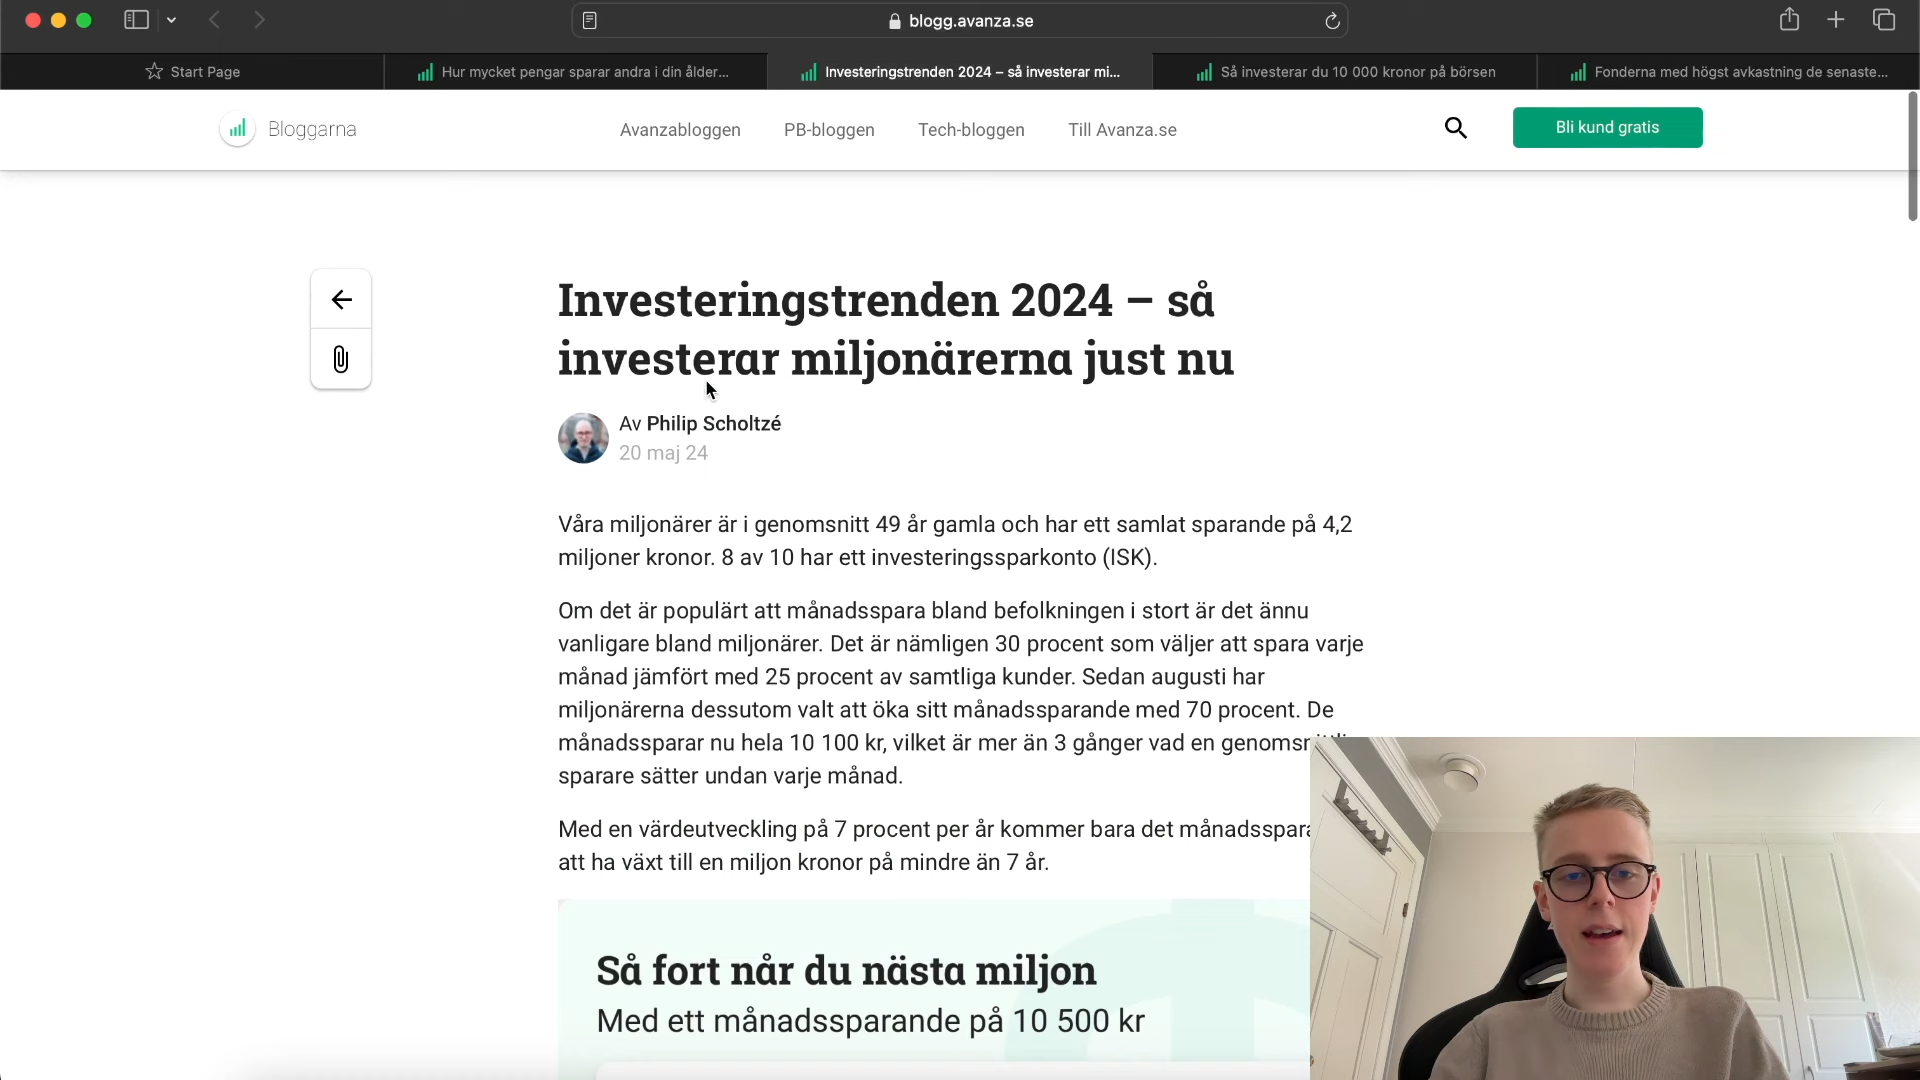 blogg.avanza.se
Start Page
Hur mycket pengar sparar andra i din ålder...
Investeringstrenden 2024 – så investerar mi...
Så investerar du 10 000 kronor på börsen
Fonderna med högst avkastning de senaste...
Bloggarna
Avanzabloggen
PB-bloggen
Tech-bloggen
Till Avanza.se
Bli kund gratis
Investeringstrenden 2024 – så
investerar miljonärerna just nu
Av Philip Scholtzé
20 maj 24
Våra miljonärer är i genomsnitt 49 år gamla och har ett samlat sparande på 4,2
miljoner kronor. 8 av 10 har ett investeringssparkonto (ISK).
Om det är populärt att månadsspara bland befolkningen i stort är det ännu
vanligare bland miljonärer. Det är nämligen 30 procent som väljer att spara varje
månad jämfört med 25 procent av samtliga kunder. Sedan augusti har
miljonärerna dessutom valt att öka sitt månadssparande med 70 procent. De
månadssparar nu hela 10 100 kr, vilket är mer än 3 gånger vad en
sparare sätter undan varje månad.
Med en värdeutveckling på 7 procent per år kommer bara det
att ha växt till en miljon kronor på mindre än 7 år.
Så fort når du nästa miljon
Med ett månadssparande på 10 500 kr